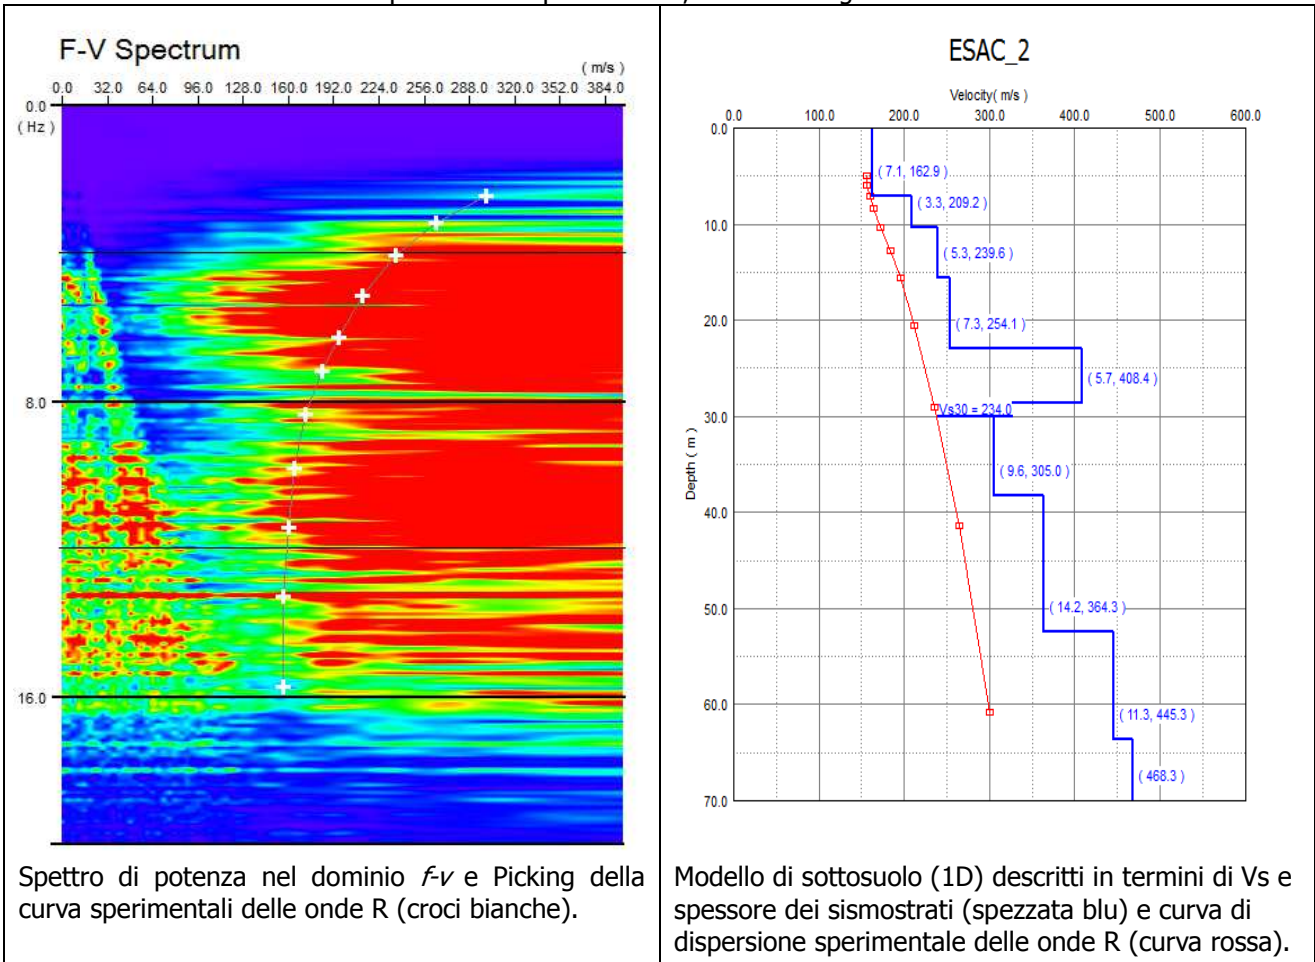 F-V Spectrum
( m/s )
0.0 32.0 64.0 96.0 128.0 160.0 192.0 224.0 256.0 288.0 320.0 352.0 384.0
0.0
( Hz )
8.0
16.0
Spettro di potenza nel dominio f-v e Picking della
curva sperimentali delle onde R (croci bianche).
ESAC_2
Velocity( m/s )
0.0 100.0 200.0 300.0 400.0 500.0 600.0
0.0
( 7.1, 162.9 )
( 3.3, 209.2 )
10.0
( 5.3, 239.6 )
20.0
( 7.3, 254.1 )
( 5.7, 408.4 )
Vs30 = 234.0
30.0
( 9.6, 305.0 )
Depth ( m )
40.0
50.0
( 14.2, 364.3 )
60.0
( 11.3, 445.3 )
( 468.3 )
70.0
Modello di sottosuolo (1D) descritti in termini di Vs e
spessore dei sismostrati (spezzata blu) e curva di
dispersione sperimentale delle onde R (curva rossa).